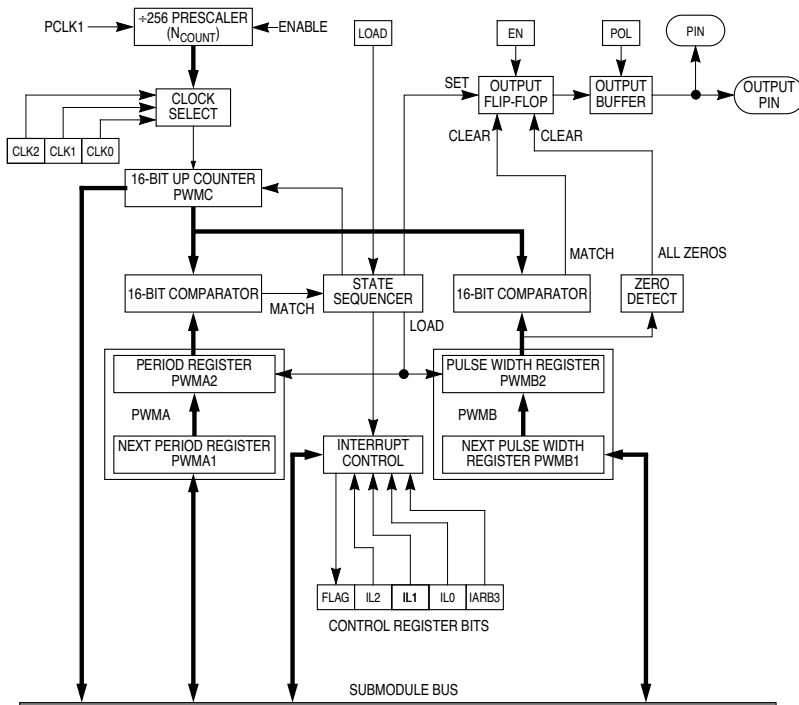 ÷256 PRESCALER
(NCOUNT)
PCLK1
ENABLE
LOAD
EN
POL
PIN
CLOCK
SELECT
SET
OUTPUT
FLIP-FLOP
OUTPUT
BUFFER
OUTPUT
PIN
CLEAR
CLEAR
CLK2
CLK1
CLK0
16-BIT UP COUNTER
PWMC
MATCH
ALL ZEROS
16-BIT COMPARATOR
MATCH
STATE
SEQUENCER
16-BIT COMPARATOR
ZERO
DETECT
LOAD
PERIOD REGISTER
PWMA2
PULSE WIDTH REGISTER
PWMB2
PWMA
PWMB
NEXT PERIOD REGISTER
PWMA1
INTERRUPT
CONTROL
NEXT PULSE WIDTH
REGISTER PWMB1
FLAG
IL2
IL1
IL0
IARB3
CONTROL REGISTER BITS
SUBMODULE BUS